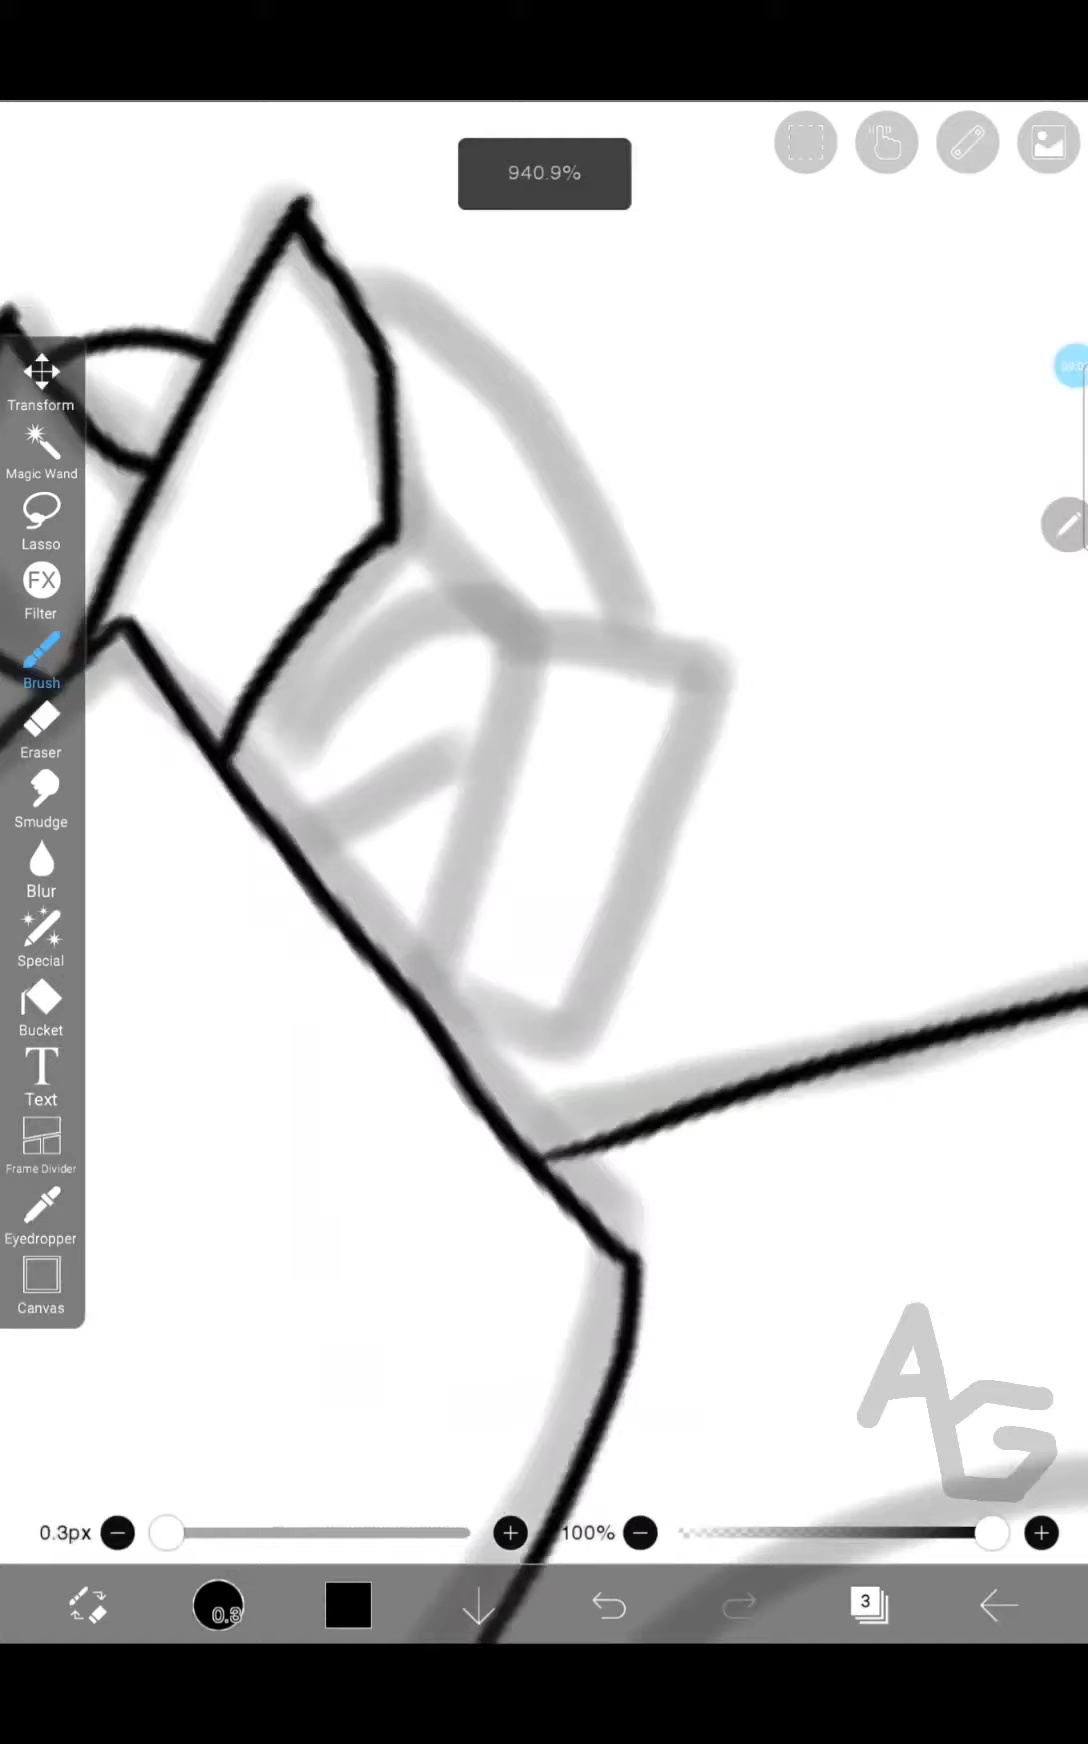 940.9%
Transform
Magic Wand
Lasso
FX
Filter
Brush
Eraser
Smudge
Blur
Special
Bucket
T
Text
Frame Divider
Eyedropper
Canvas
AG
0.3px
100%
0.3
3